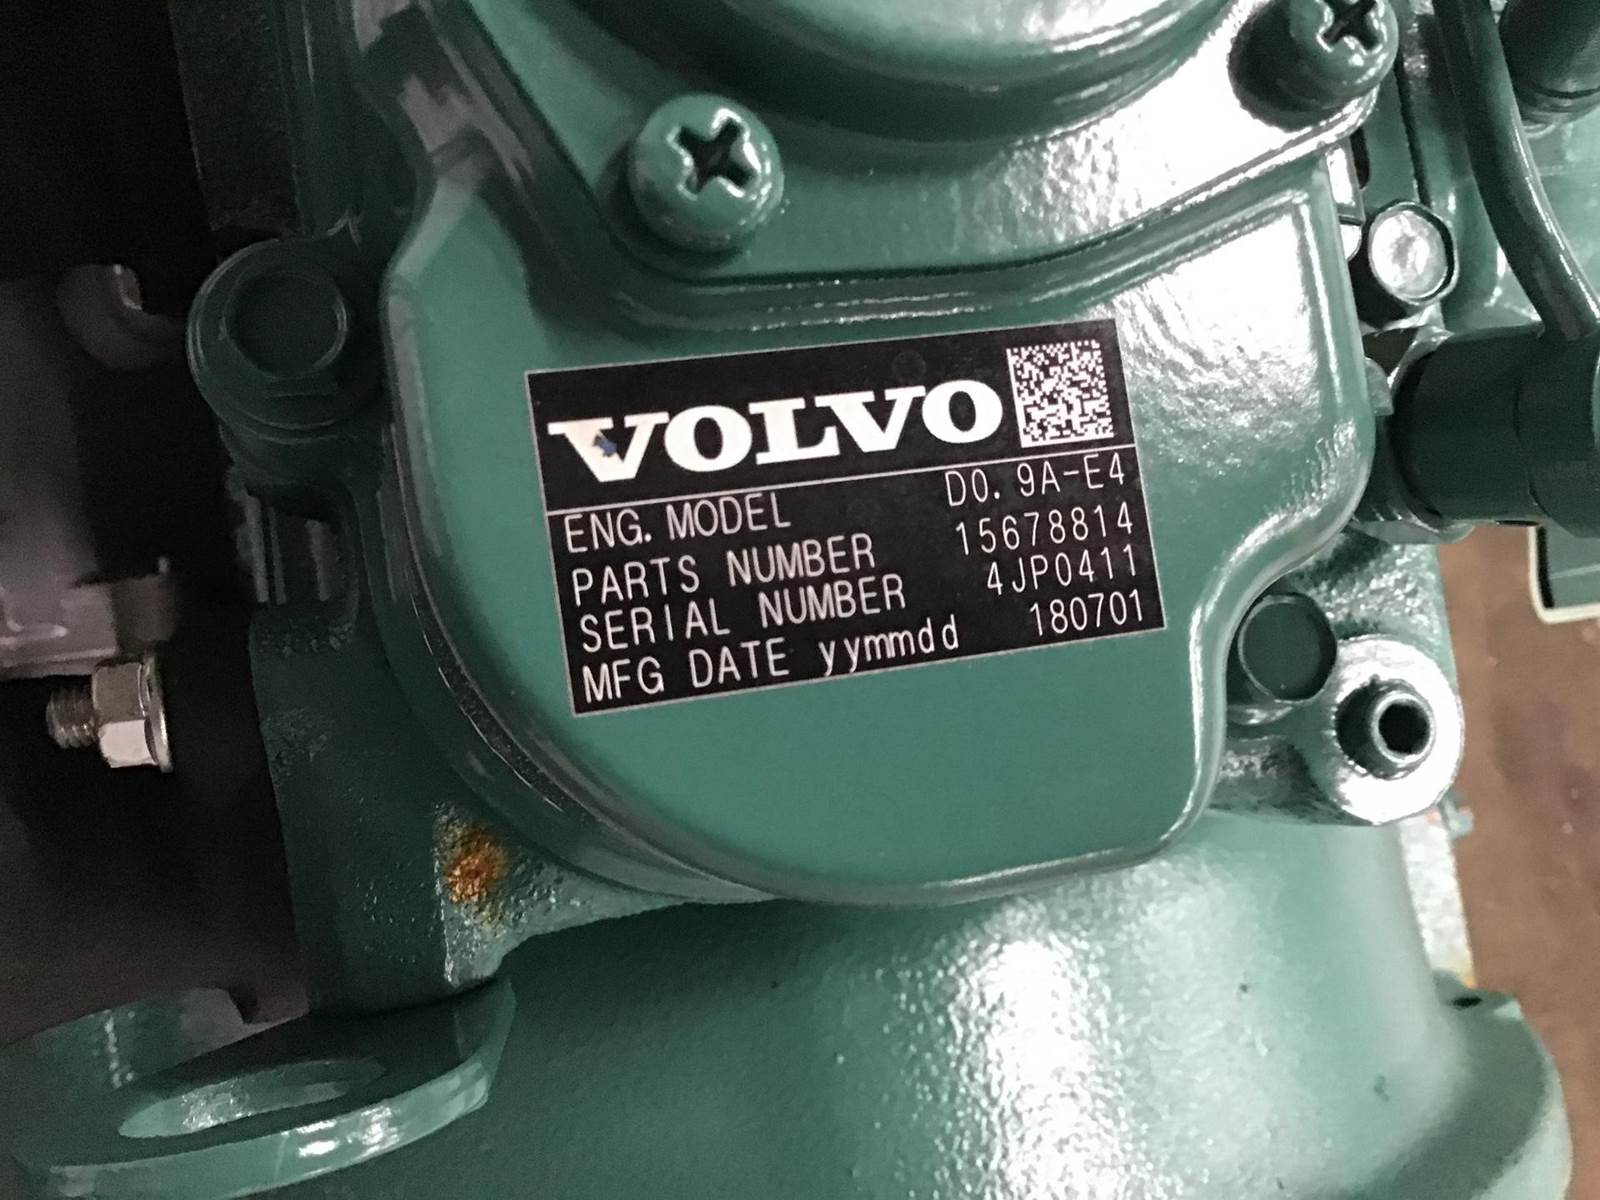 VOLVO
ENG. MODEL D0. 9A-E4
PARTS NUMBER 15678814
SERIAL NUMBER 4JP0411
MFG DATE yymmdd 180701